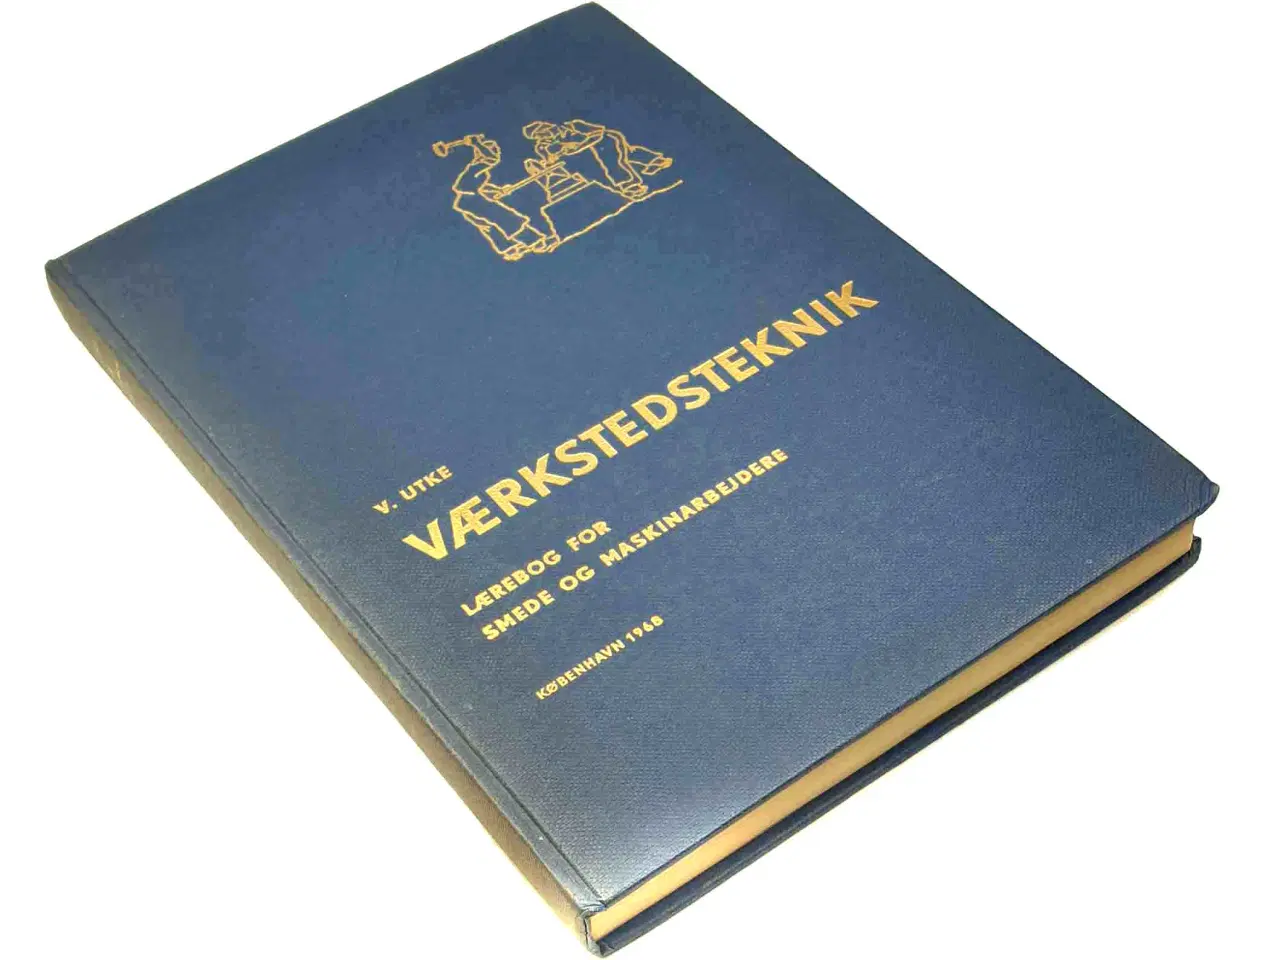 V. UTKE
VÆRKSTEDSTEKNIK
LÆREBOG FOR
SMEDE OG MASKINARBEJDERE
KØBENHAVN 1968